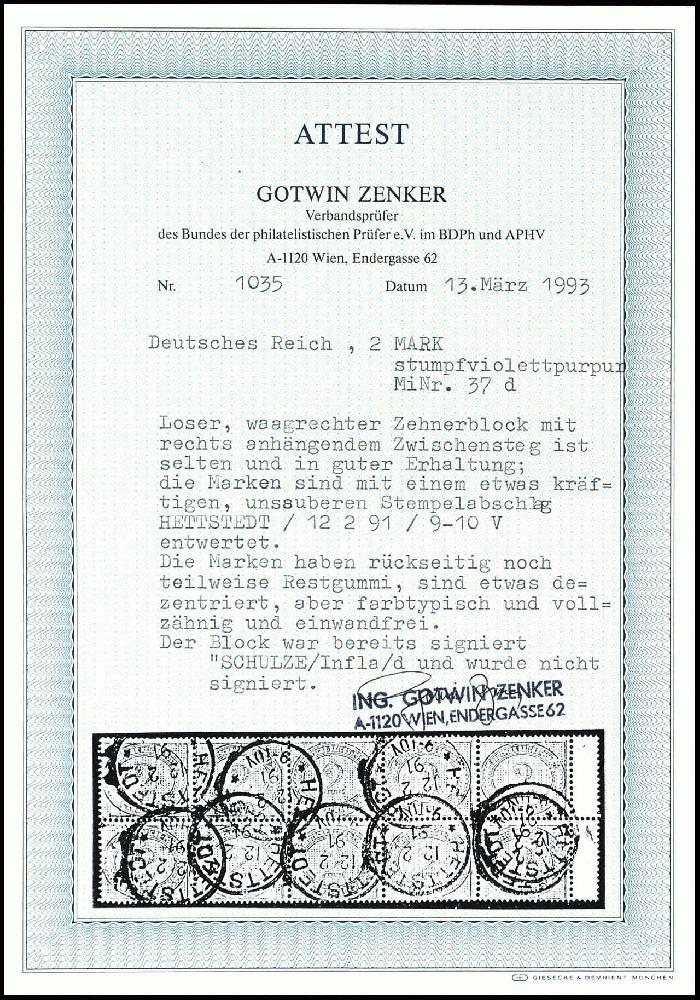 ATTEST
GOTWIN ZENKER
Verbandsprüfer
des Bundes der philatelistischen Prüfer e.V. im BDPh und APHV
A-1120 Wien, Endergasse 62
Nr. 1035 Datum 13.März 1993
Deutsches Reich , 2 MARK
stumpfviolettpurpur
MiNr. 37 d
Loser, waagrechter Zehnerblock mit
rechts anhängendem Zwischensteg ist
selten und in guter Erhaltung;
die Marken sind mit einem etwas kräf=
tigen, unssuberen Stempelabschlg
HETTSTEDT / 12 2 91 / 9-10 V
entwertet.
Die Marken haben rückseitig noch
teilweise Restgummi, sind etwas de=
zentriert, aber farbtypisch und voll=
zähnig und einwandfrei.
Der Block war bereits signiert
"SCHULZE/Infla/d und wurde nicht
signiert.
ING. GOTWIN ZENKER
A-1120 WIEN, ENDERGASSE 62
GIESECKE & DEVRIENT MÜNCHEN